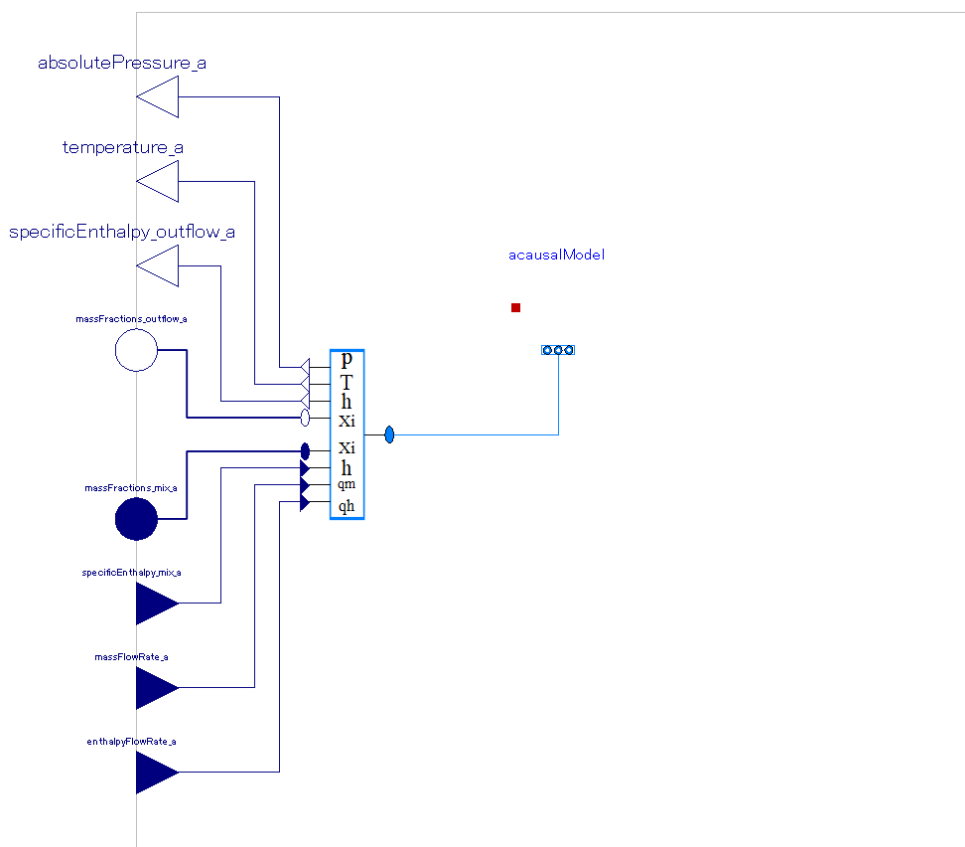 absolutePressure_a
temperature_a
specificEnthalpy_outflow_a
acausalModel
massFractions_outflow_a
p
T
h
Xi
Xi
h
qm
qh
massFractions_mix_a
specificEnthalpy_mix_a
massFlowRate_a
enthalpyFlowRate_a